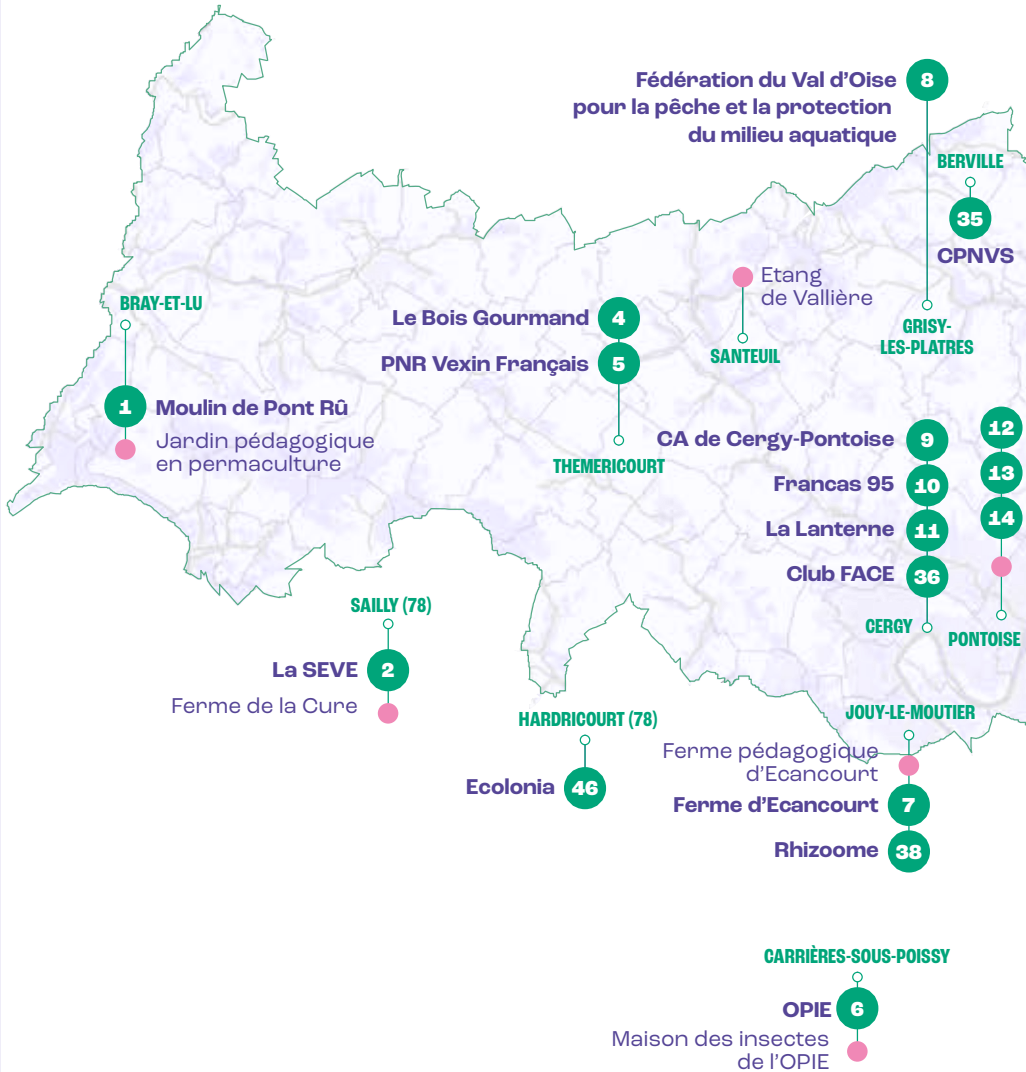 Fédération du Val d'Oise 8
pour la pêche et la protection
du milieu aquatique
BERVILLE
35
CPNVS
Etang
de Vallière
SANTEUIL
GRISY-
LES-PLATRES
BRAY-ET-LU
1 Moulin de Pont Rû
Jardin pédagogique
en permaculture
Le Bois Gourmand 4
PNR Vexin Français 5
THEMERICOURT
CA de Cergy-Pontoise 9
Francas 95 10
La Lanterne 11
Club FACE 36
CERGY
12
13
14
PONTOISE
SAILLY (78)
La SEVE 2
Ferme de la Cure
HARDRICOURT (78)
Ecolonia 46
JOUY-LE-MOUTIER
Ferme pédagogique
d'Ecancourt
Ferme d'Ecancourt 7
Rhizoome 38
CARRIÈRES-SOUS-POISSY
OPIE 6
Maison des insectes
de l'OPIE